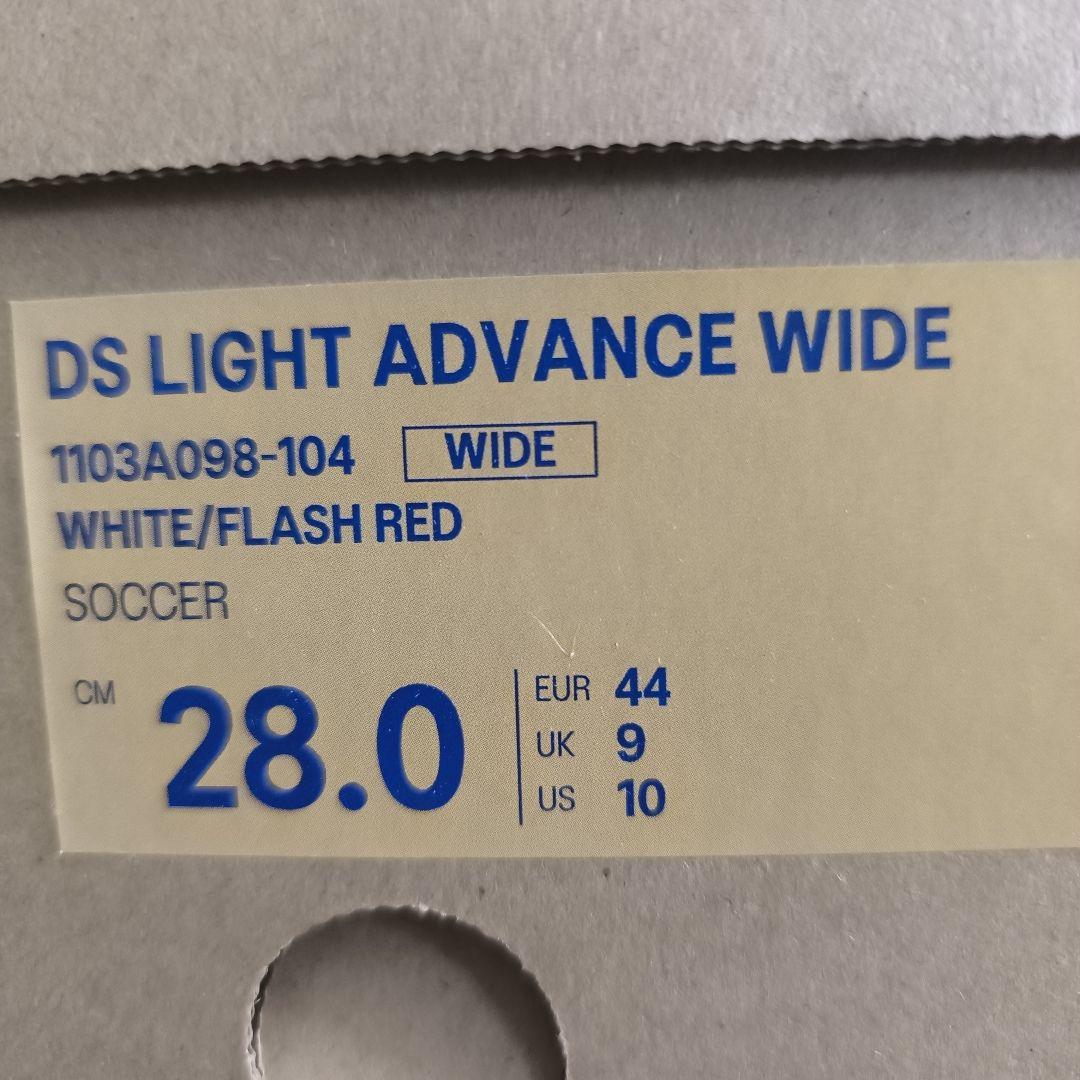 DS LIGHT ADVANCE WIDE
1103A098-104 WIDE
WHITE/FLASH RED
SOCCER
CM 28.0
EUR 44
UK 9
US 10